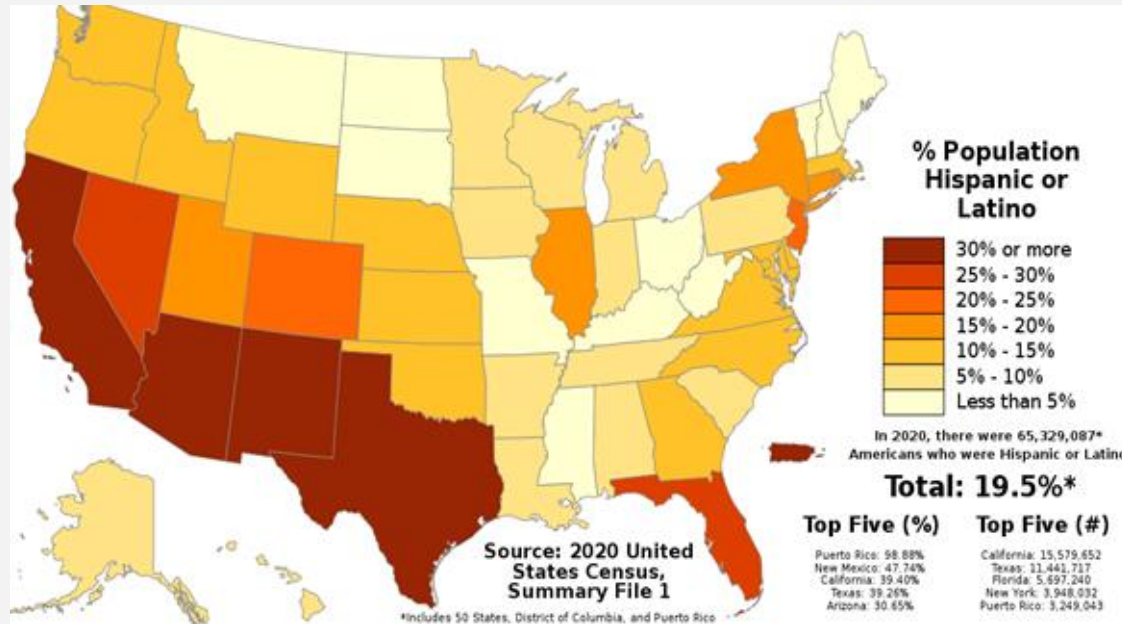 % Population
Hispanic or
Latino
30% or more
25% - 30%
20% - 25%
15% - 20%
10% - 15%
5% - 10%
Less than 5%
In 2020, there were 65,329,087*
Americans who were Hispanic or Latino
Total: 19.5%*
Top Five (%)
Puerto Rico: 98.88%
New Mexico: 47.74%
California: 39.40%
Texas: 39.26%
Arizona: 30.65%
Top Five (#)
California: 15,579,652
Texas: 11,441,717
Florida: 5,697,240
New York: 3,948,032
Puerto Rico: 3,249,043
Source: 2020 United
States Census,
Summary File 1
*Includes 50 States, District of Columbia, and Puerto Rico